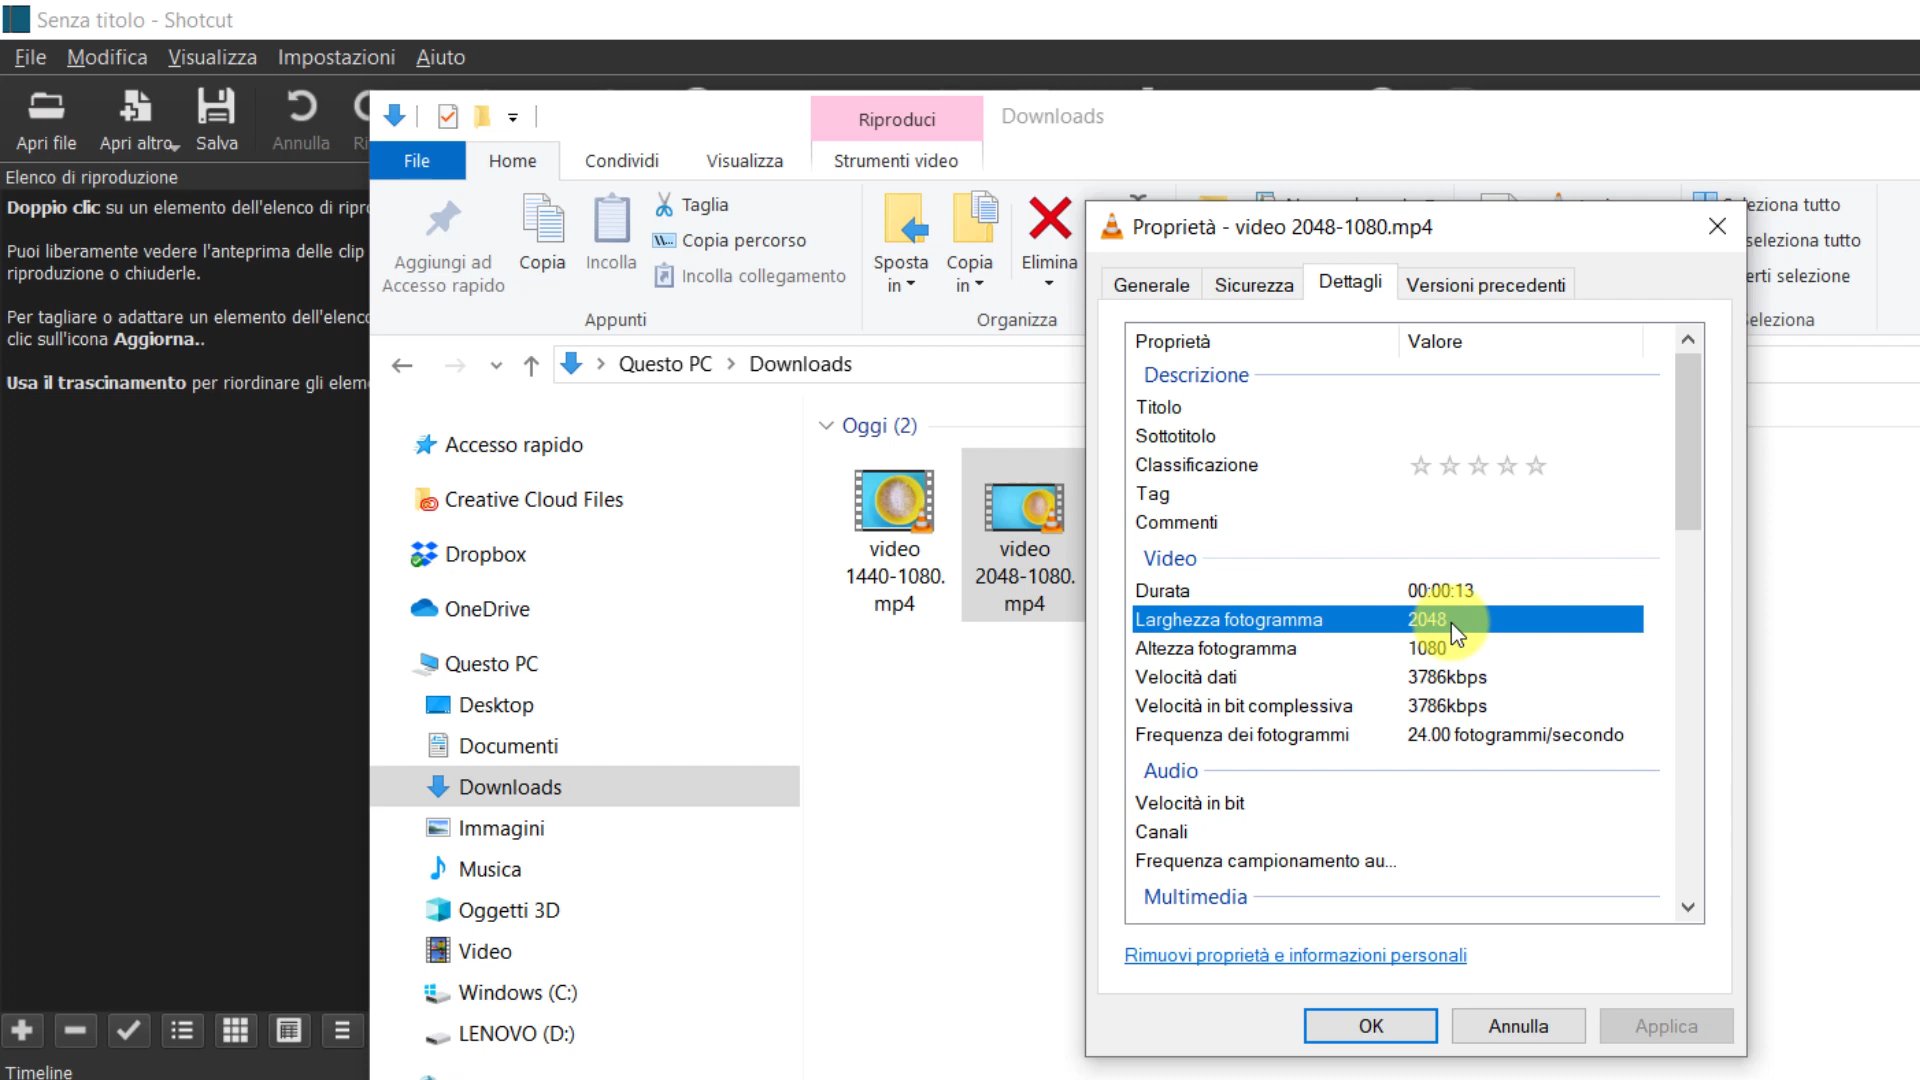 Senza titolo - Shotcut
File Modifica Visualizza Impostazioni Aiuto
Apri file Apri altro Salva Annulla
Elenco di riproduzione
Doppio clic su un elemento dell'elenco di
Puoi liberamente vedere l'anteprima delle clip
riproduzione o chiuderle.
Per tagliare o adattare un elemento
clic sull'icona Aggiorna..
Usa il trascinamento per riordinare gli
Timeline
Riproduci
Downloads
File Home Condividi Visualizza Strumenti video
Aggiungi ad
Accesso rapido
Copia
Incolla
Taglia
Copia percorso
Incolla collegamento
Appunti
Sposta
in
Copia
in
Elimina
Organizza
eziona tutto
seleziona tutto
erti selezione
eleziona
Questo PC Downloads
Accesso rapido
Creative Cloud Files
Dropbox
OneDrive
Questo PC
Desktop
Documenti
Downloads
Immagini
Musica
Oggetti 3D
Video
Windows (C:)
LENOVO (D:)
Oggi (2)
video
1440-1080.
mp4
video
2048-1080.
mp4
Proprietà - video 2048-1080.mp4
Generale Sicurezza Dettagli Versioni precedenti
Proprietà Valore
Descrizione
Titolo
Sottotitolo
Classificazione
Tag
Commenti
Video
Durata 00:00:13
Larghezza fotogramma 2048
Altezza fotogramma 1080
Velocità dati 3786kbps
Velocità in bit complessiva 3786kbps
Frequenza dei fotogrammi 24.00 fotogrammi/secondo
Audio
Velocità in bit
Canali
Frequenza campionamento au...
Multimedia
Rimuovi proprietà e informazioni personali
OK Annulla Applica